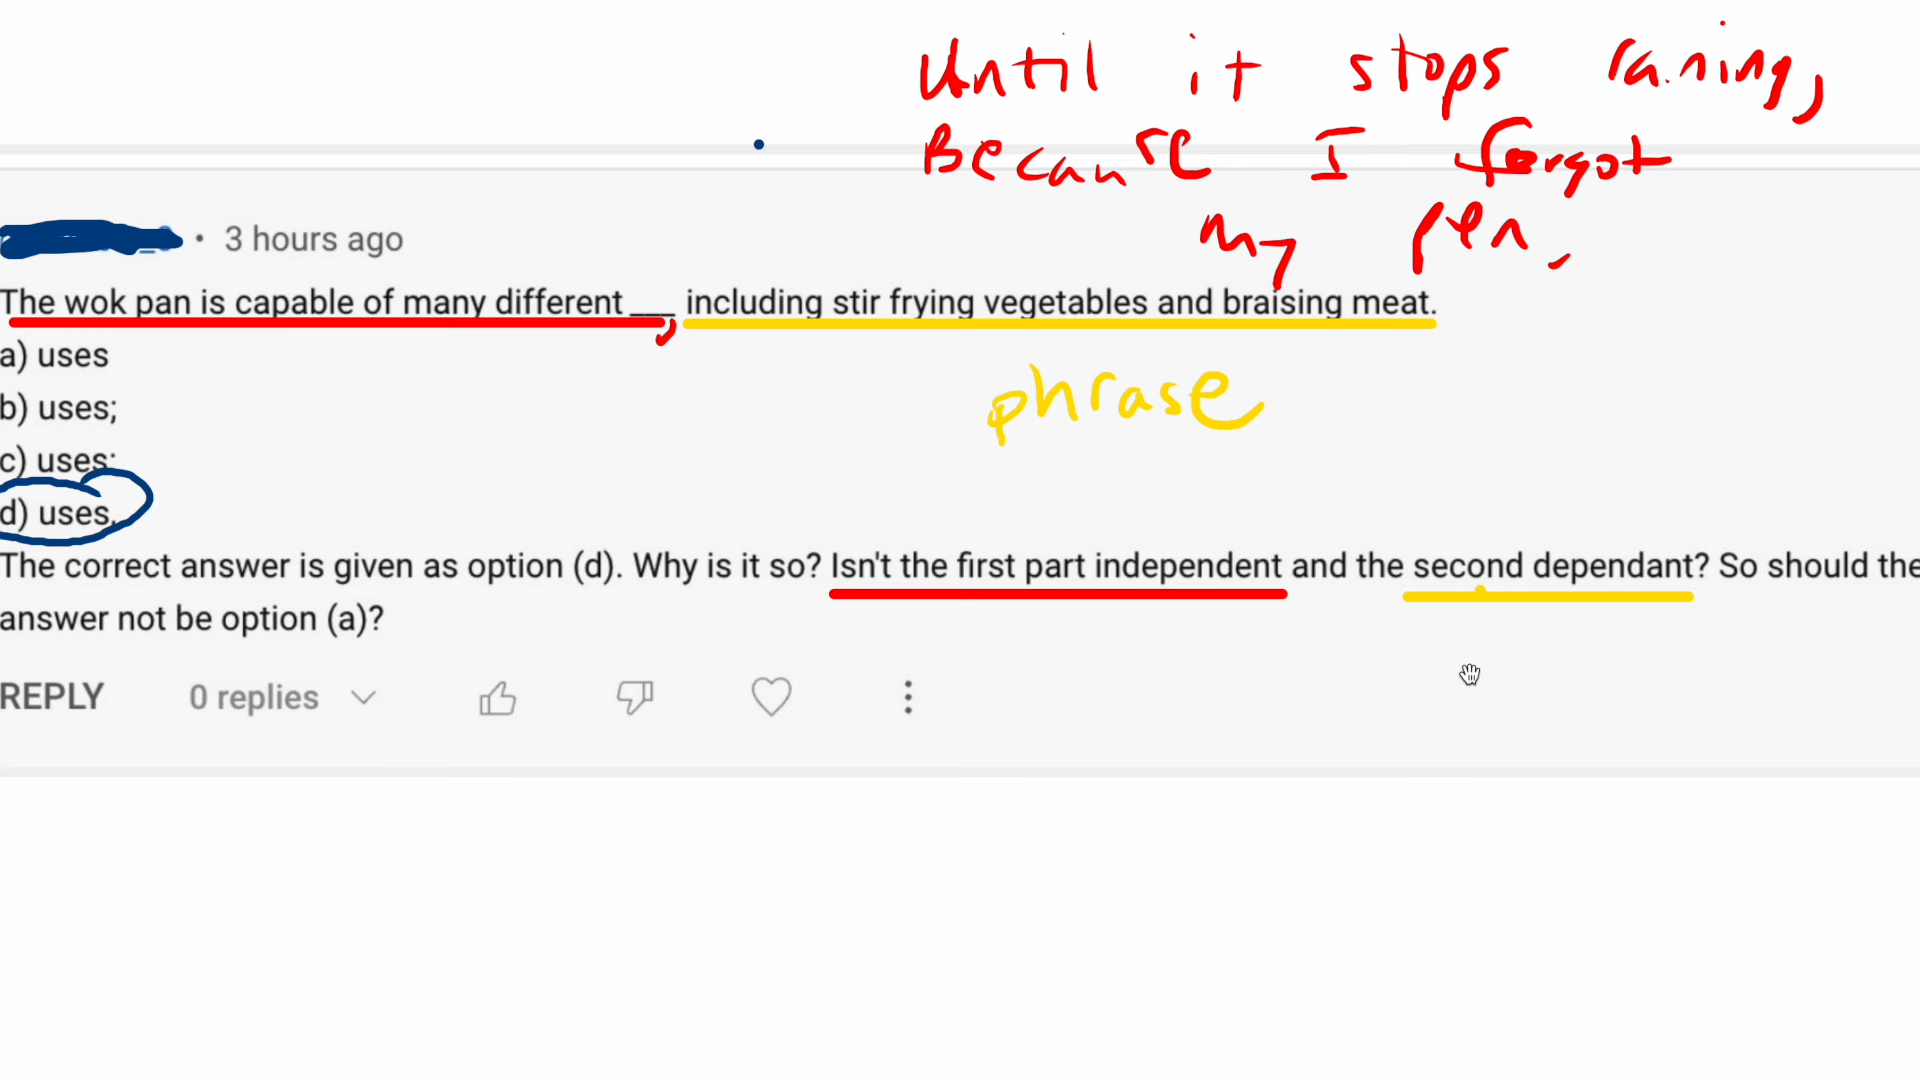 Until it stops raning,
Because I forgot
my pen,
• 3 hours ago
The wok pan is capable of many different ___, including stir frying vegetables and braising meat.
a) uses
b) uses;
c) uses:
d) uses,
phrase
The correct answer is given as option (d). Why is it so? Isn't the first part independent and the second dependant? So should the
answer not be option (a)?
REPLY 0 replies